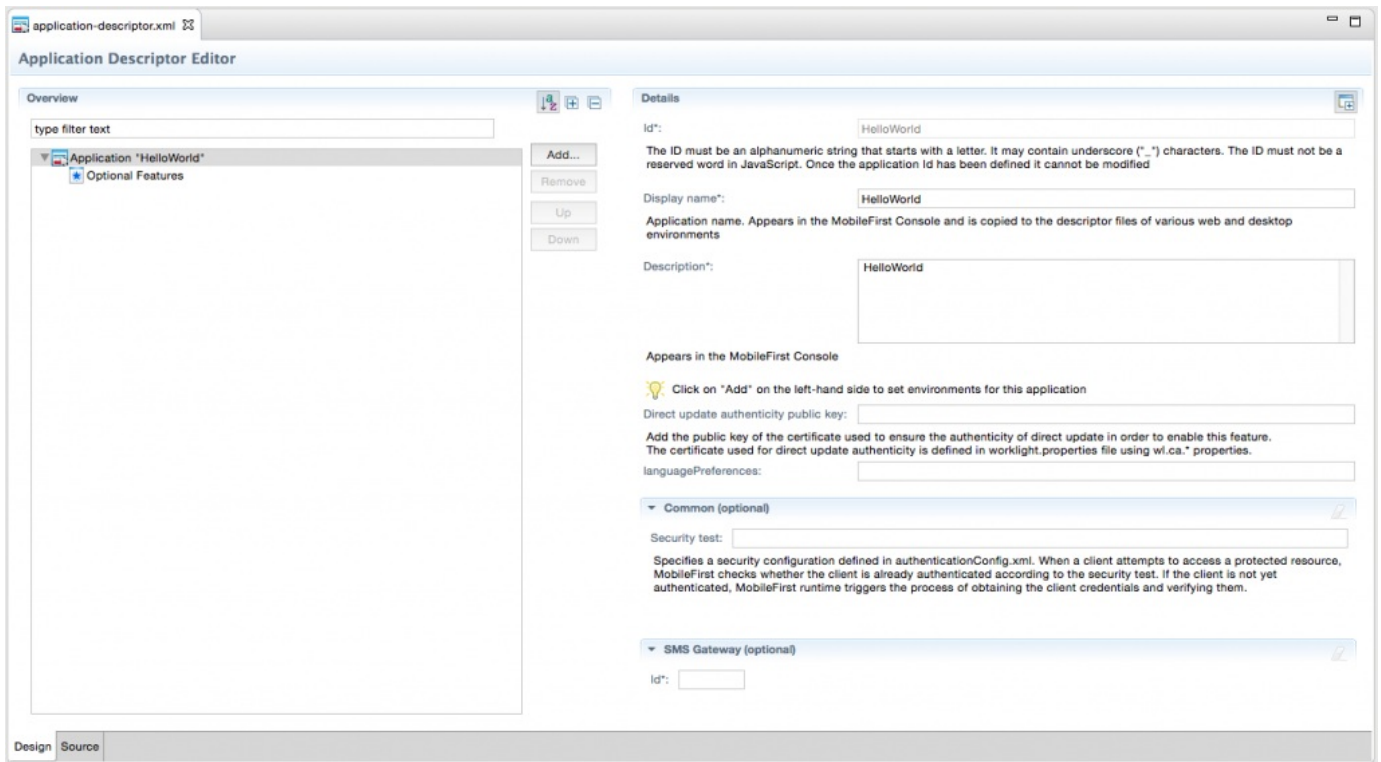 application-descriptor.xml
Application Descriptor Editor
Overview
type filter text
Application "HelloWorld"
Optional Features
Add...
Remove
Up
Down
Details
Id*:
HelloWorld
The ID must be an alphanumeric string that starts with a letter. It may contain underscore ("_") characters. The ID must not be a
reserved word in JavaScript. Once the application Id has been defined it cannot be modified
Display name*:
HelloWorld
Application name. Appears in the MobileFirst Console and is copied to the descriptor files of various web and desktop
environments
Description*:
HelloWorld
Appears in the MobileFirst Console
Click on "Add" on the left-hand side to set environments for this application
Direct update authenticity public key:
Add the public key of the certificate used to ensure the authenticity of direct update in order to enable this feature.
The certificate used for direct update authenticity is defined in worklight.properties file using wl.ca.* properties.
languagePreferences:
Common (optional)
Security test:
Specifies a security configuration defined in authenticationConfig.xml. When a client attempts to access a protected resource,
MobileFirst checks whether the client is already authenticated according to the security test. If the client is not yet
authenticated, MobileFirst runtime triggers the process of obtaining the client credentials and verifying them.
SMS Gateway (optional)
Id*:
Design
Source